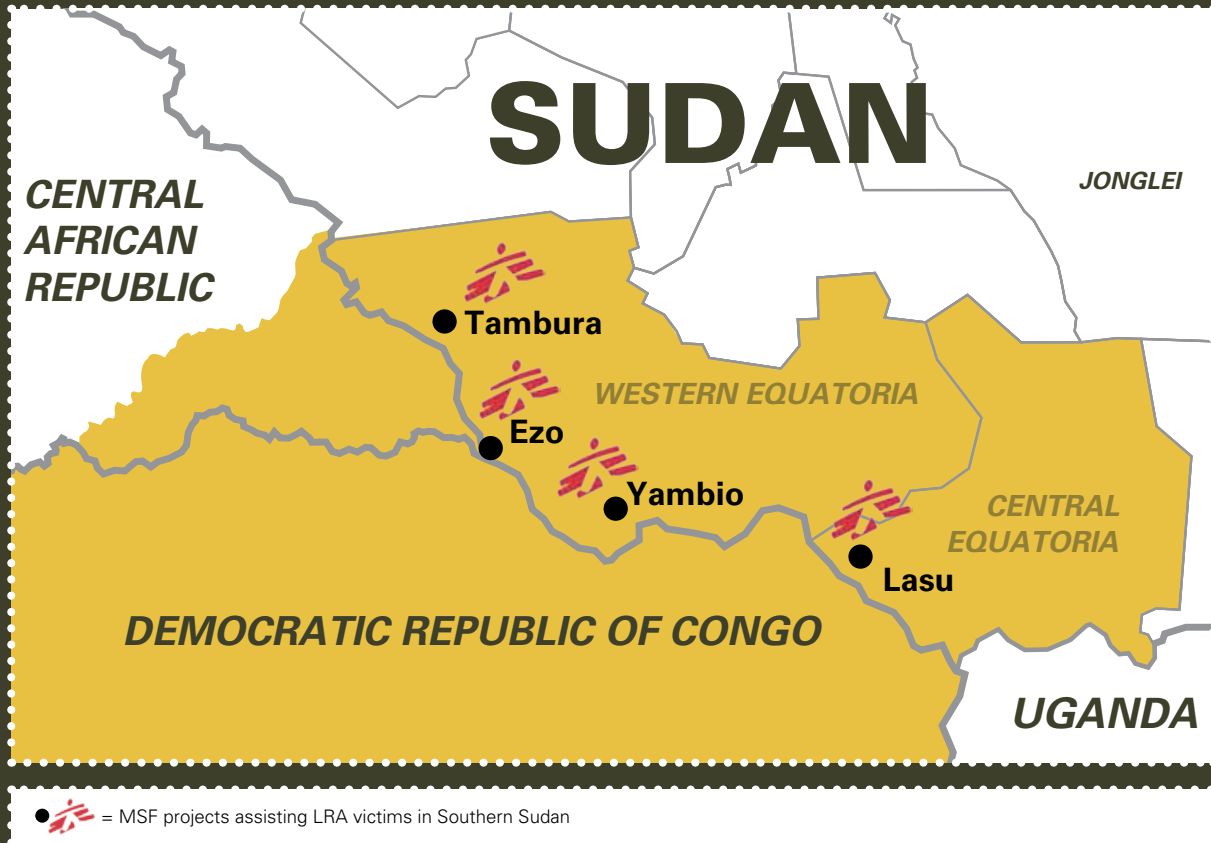 SUDAN
JONGLEI
CENTRAL
AFRICAN
REPUBLIC
Tambura
WESTERN EQUATORIA
Ezo
Yambio
CENTRAL
EQUATORIA
Lasu
DEMOCRATIC REPUBLIC OF CONGO
UGANDA
= MSF projects assisting LRA victims in Southern Sudan